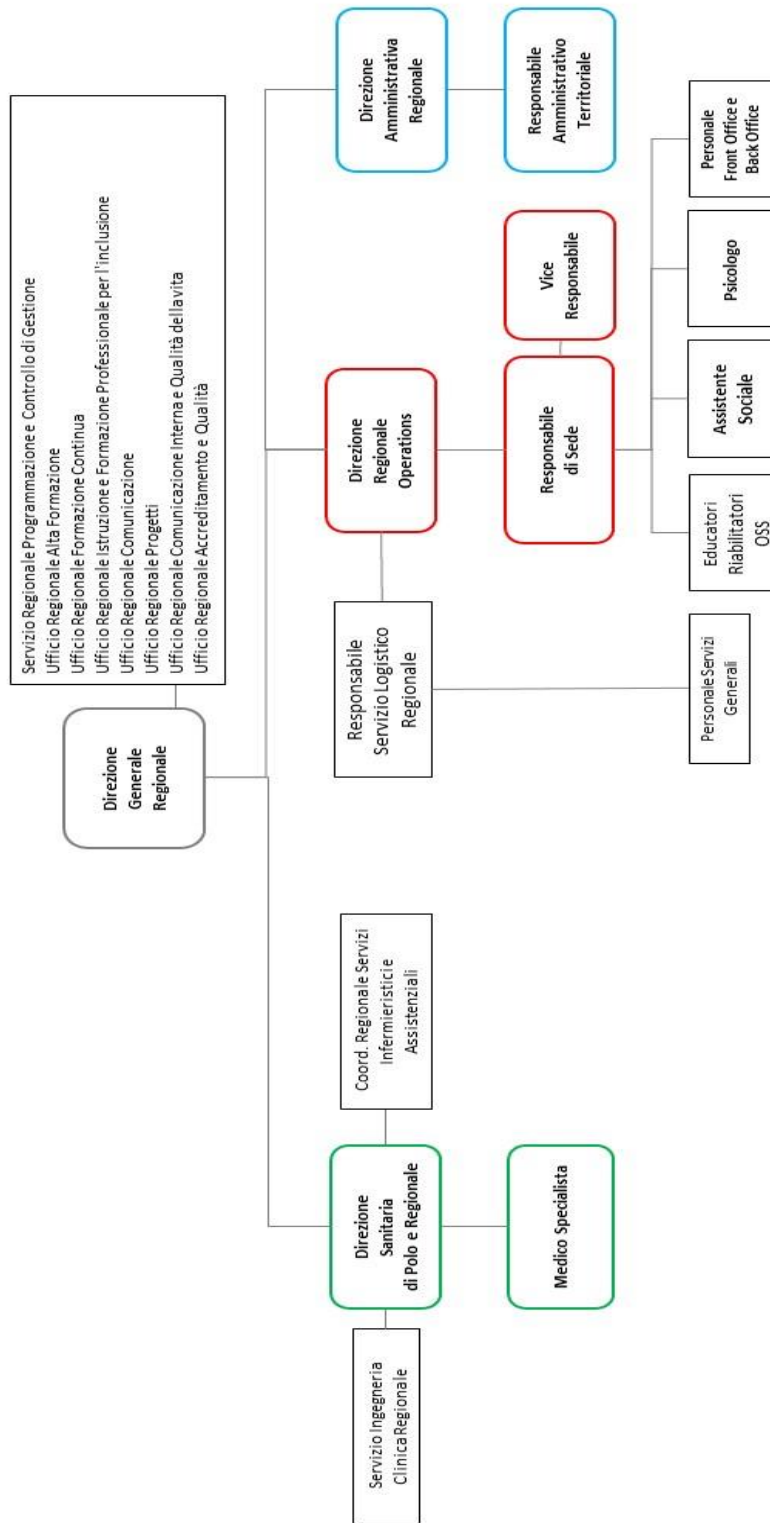 Servizio Regionale Programmazione e Controllo di Gestione
Ufficio Regionale Alta Formazione
Ufficio Regionale Formazione Continua
Ufficio Regionale Istruzione e Formazione Professionale per l'inclusione
Ufficio Regionale Comunicazione
Ufficio Regionale Progetti
Ufficio Regionale Comunicazione Interna e Qualità della vita
Ufficio Regionale Accreditamento e Qualità
Direzione
Generale
Regionale
Servizio Ingegneria
Clinica Regionale
Direzione
Sanitaria
di Polo e Regionale
Coord. Regionale Servizi
Infermieristici e
Assistenziali
Responsabile
Servizio Logistico
Regionale
Direzione
Regionale
Operations
Direzione
Amministrativa
Regionale
Medico Specialista
Responsabile
di Sede
Vice
Responsabile
Responsabile
Amministrativo
Territoriale
Personale Servizi
Generali
Educatori
Riabilitatori
OSS
Assistente
Sociale
Psicologo
Personale
Front Office e
Back Office